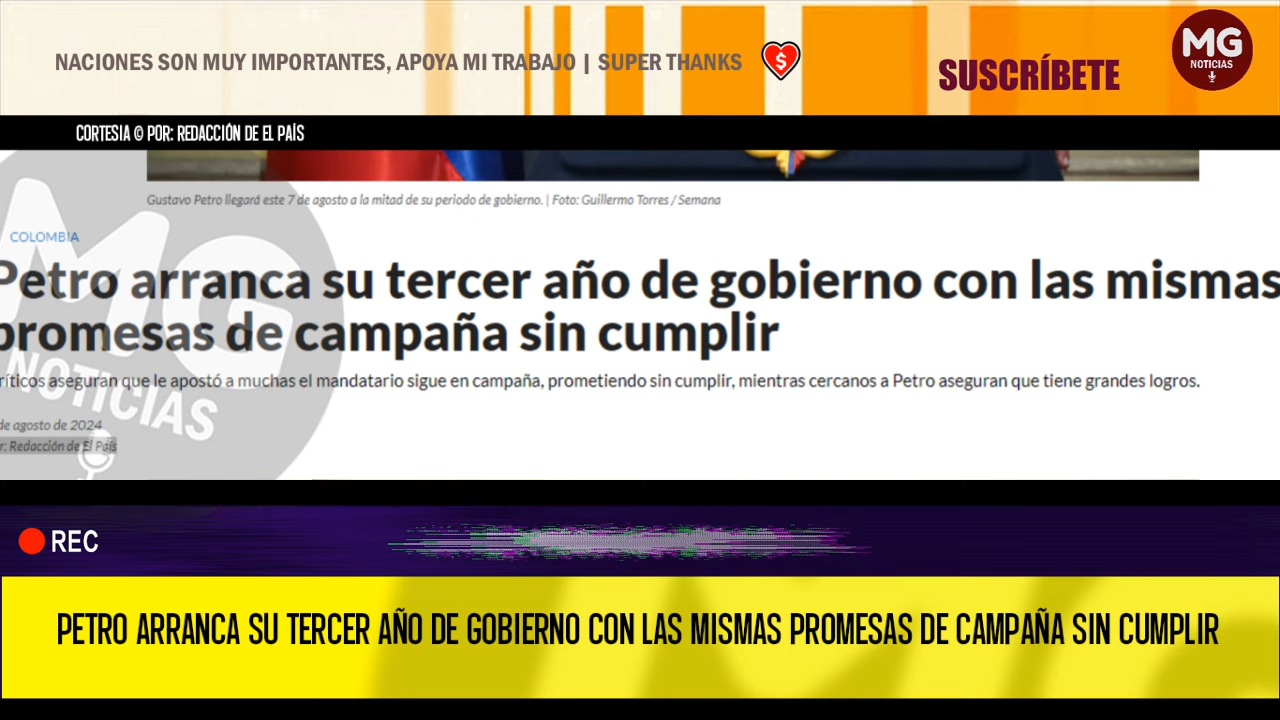 NACIONES SON MUY IMPORTANTES, APOYA MI TRABAJO | SUPER THANKS
$
SUSCRÍBETE
MG
NOTICIAS
CORTESIA © POR: REDACCIÓN DE EL PAÍS
Gustavo Petro llegará este 7 de agosto a la mitad de su periodo de gobierno. | Foto: Guillermo Torres / Semana
COLOMBIA
Petro arranca su tercer año de gobierno con las mismas
promesas de campaña sin cumplir
ríticos aseguran que le apostó a muchas el mandatario sigue en campaña, prometiendo sin cumplir, mientras cercanos a Petro aseguran que tiene grandes logros.
de agosto de 2024
r: Redacción de El País
MG
NOTICIAS
REC
PETRO ARRANCA SU TERCER AÑO DE GOBIERNO CON LAS MISMAS PROMESAS DE CAMPAÑA SIN CUMPLIR